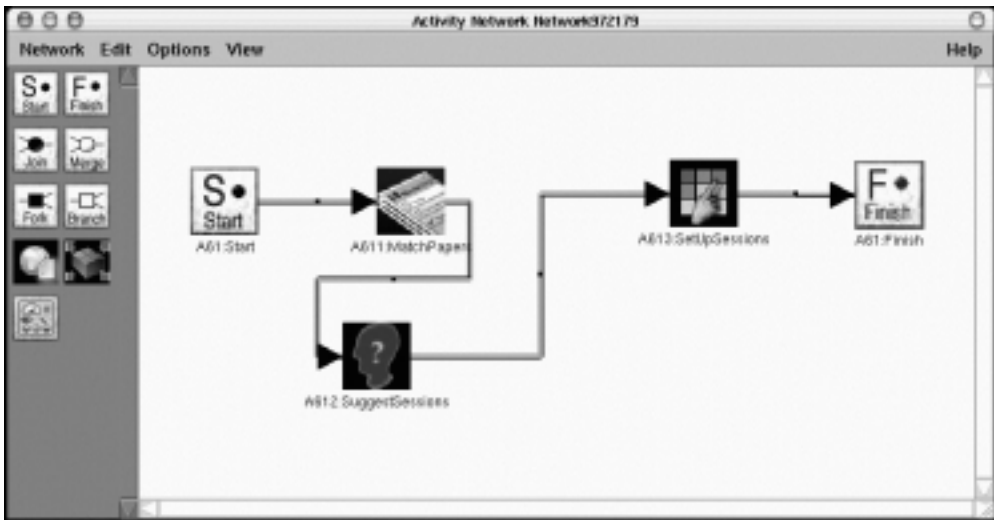 Activity Network Network972179
Network Edit Options View Help
S
Start
F
Finish
Join
Merge
Fork
Branch
S
Start
A61:Start
A611:MatchPapers
A612:SuggestSessions
A613:SetUpSessions
F
Finish
A61:Finish
?